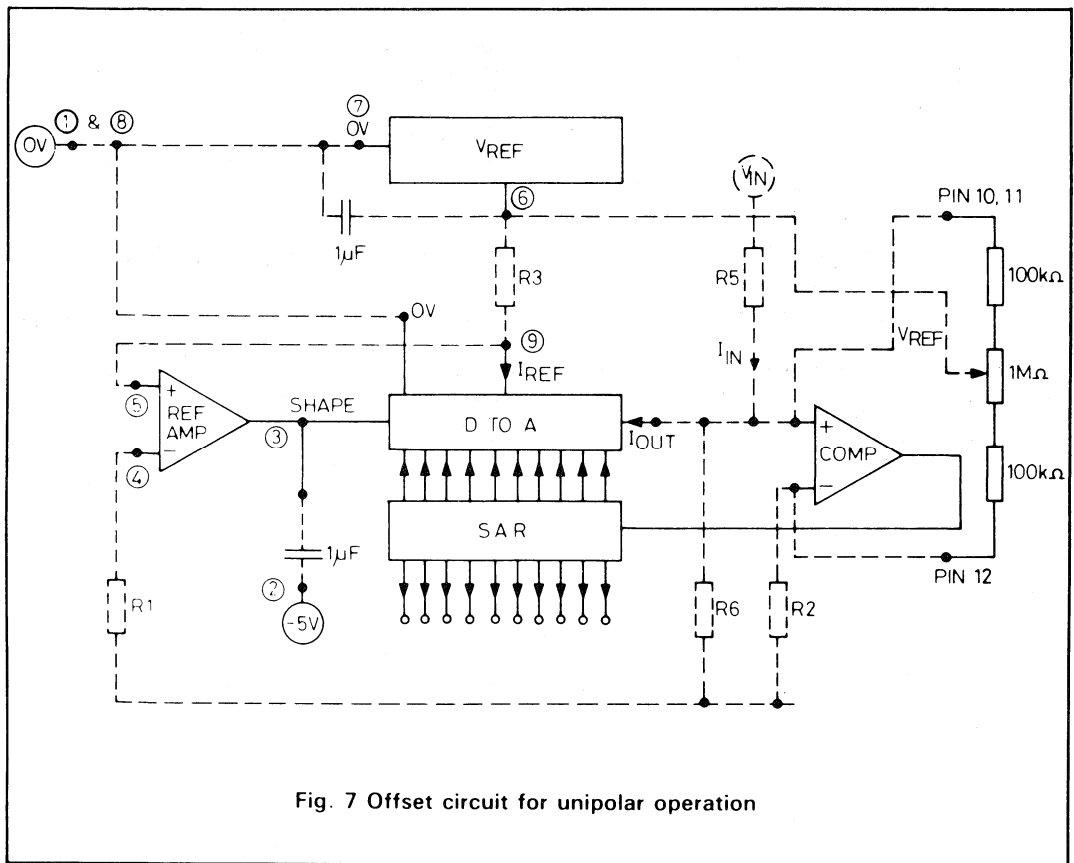 0V
① & ⑧
⑦
0V
VREF
⑥
1µF
R3
VIN
R5
IIN
PIN 10, 11
100kΩ
VREF
1MΩ
100kΩ
PIN 12
0V
⑨
IREF
⑤
+
REF
AMP
−
④
SHAPE
③
D TO A
IOUT
+
COMP
−
SAR
1µF
②
-5V
R1
R6
R2
Fig. 7 Offset circuit for unipolar operation